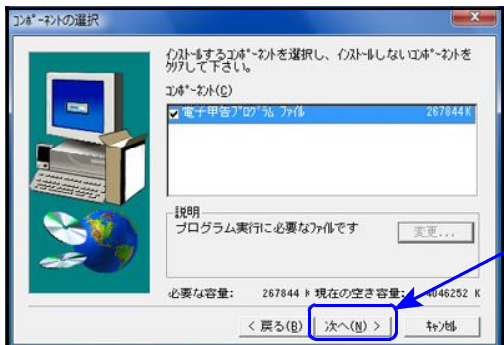 コンポーネントの選択
インストールするコンポーネントを選択し、インストールしないコンポーネントを
クリアして下さい。
コンポーネント(C)
電子申告プログラム ファイル 267844 K
説明
プログラム実行に必要なファイルです
変更...
必要な容量: 267844 K 現在の空き容量: 4046252 K
< 戻る(B) 次へ(N) > キャンセル